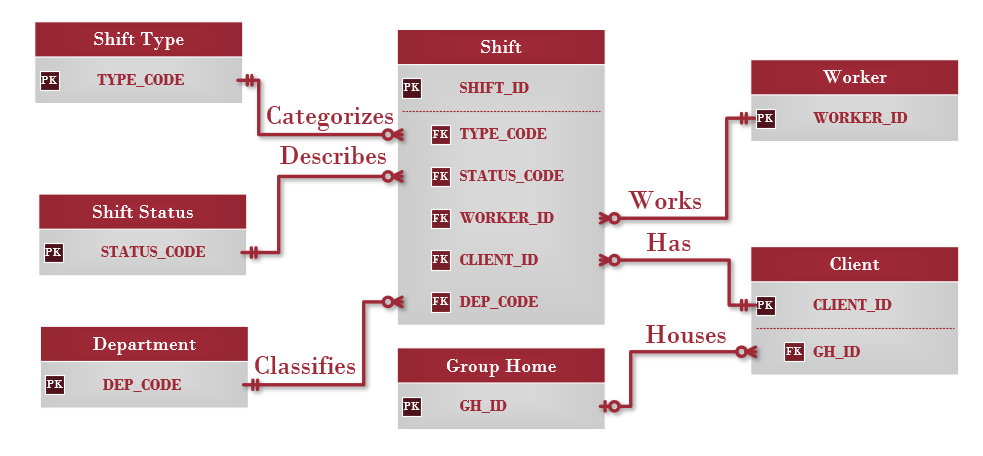 Shift Type
PK TYPE_CODE
Categorizes
Describes
Shift Status
PK STATUS_CODE
Department
PK DEP_CODE
Classifies
Shift
PK SHIFT_ID
FK TYPE_CODE
FK STATUS_CODE
FK WORKER_ID
FK CLIENT_ID
FK DEP_CODE
Group Home
PK GH_ID
Works
Has
Houses
Worker
PK WORKER_ID
Client
PK CLIENT_ID
FK GH_ID